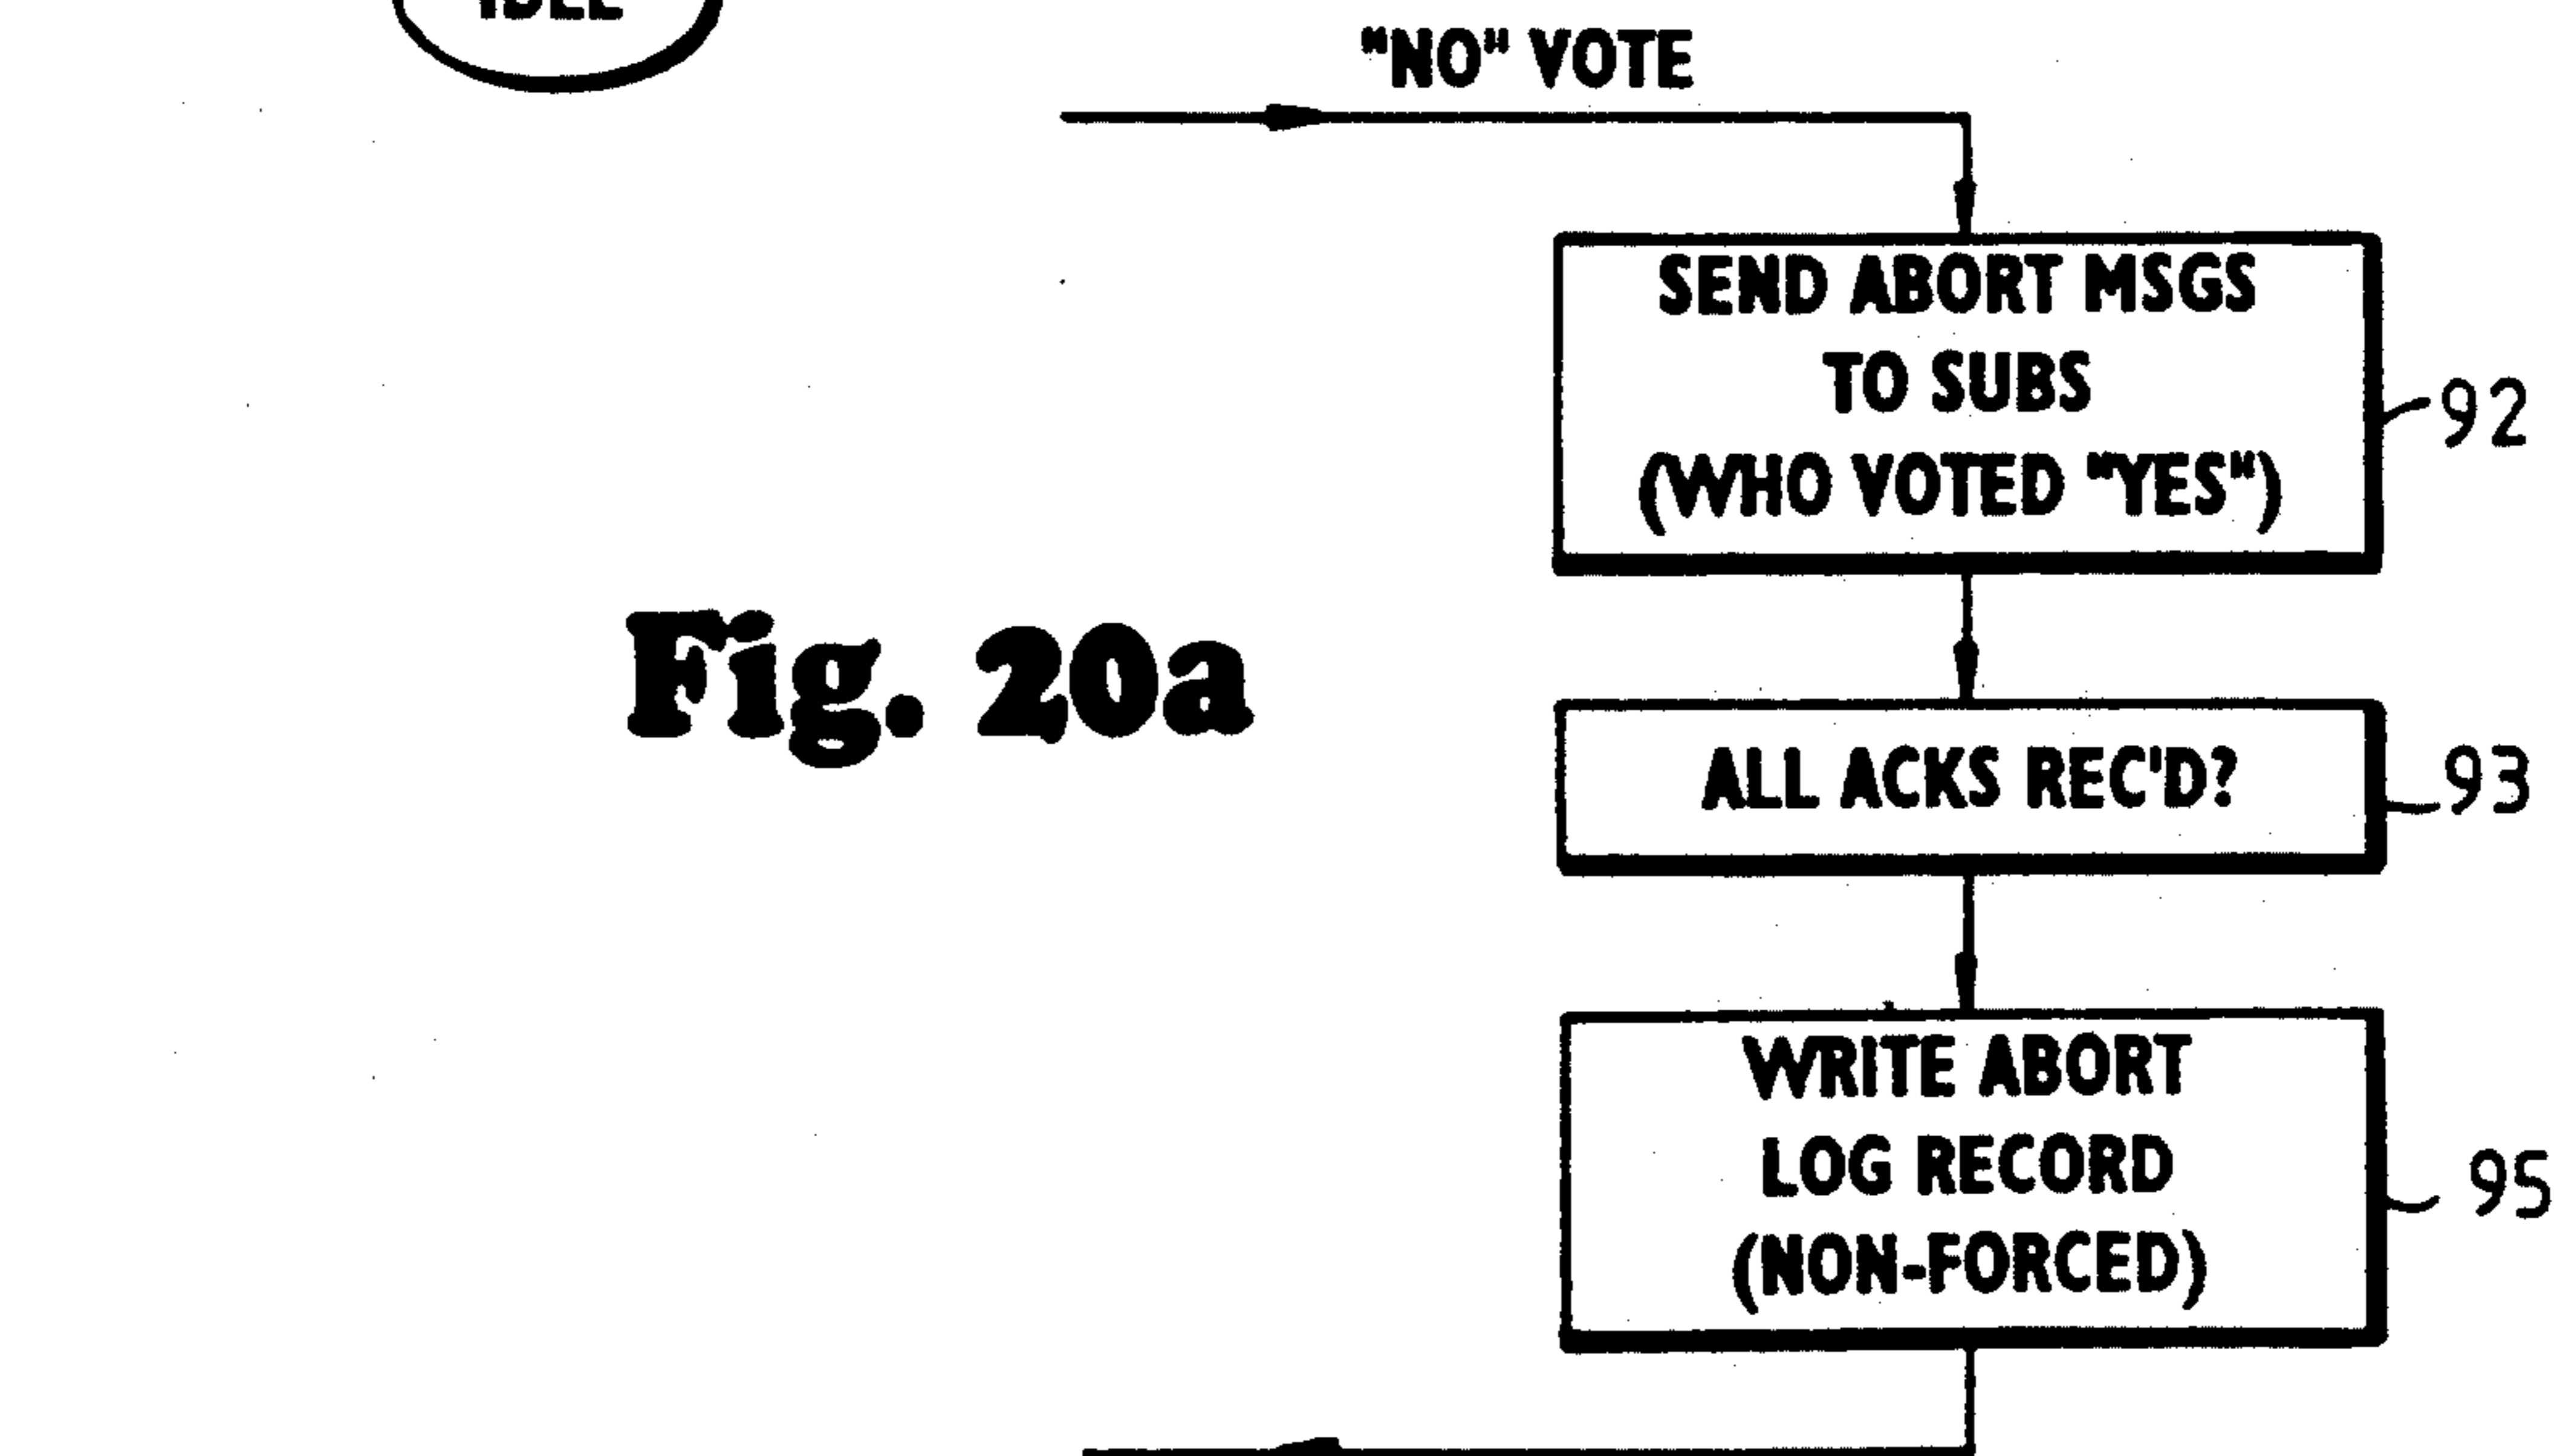 IDLE
"NO" VOTE
SEND ABORT MSGS
TO SUBS
(WHO VOTED "YES")
92
Fig. 20a
ALL ACKS REC'D?
93
WRITE ABORT
LOG RECORD
(NON-FORCED)
95